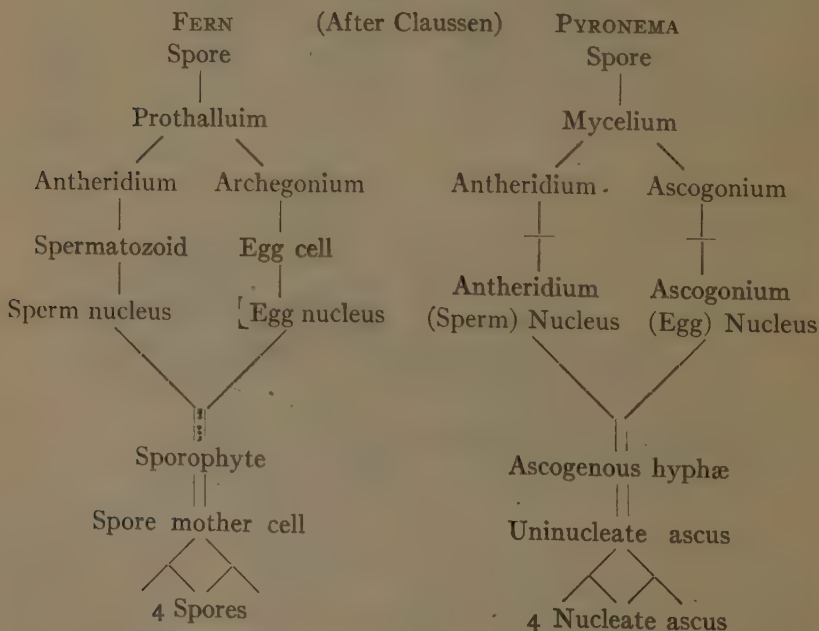 FERN (After Claussen) PYRONEMA
Spore Spore
Prothalluim Mycelium
Antheridium Archegonium Antheridium Ascogonium
Spermatozoid Egg cell
Sperm nucleus Egg nucleus Antheridium Ascogonium
(Sperm) Nucleus (Egg) Nucleus
Sporophyte Ascogenous hyphæ
Spore mother cell Uninucleate ascus
4 Spores 4 Nucleate ascus